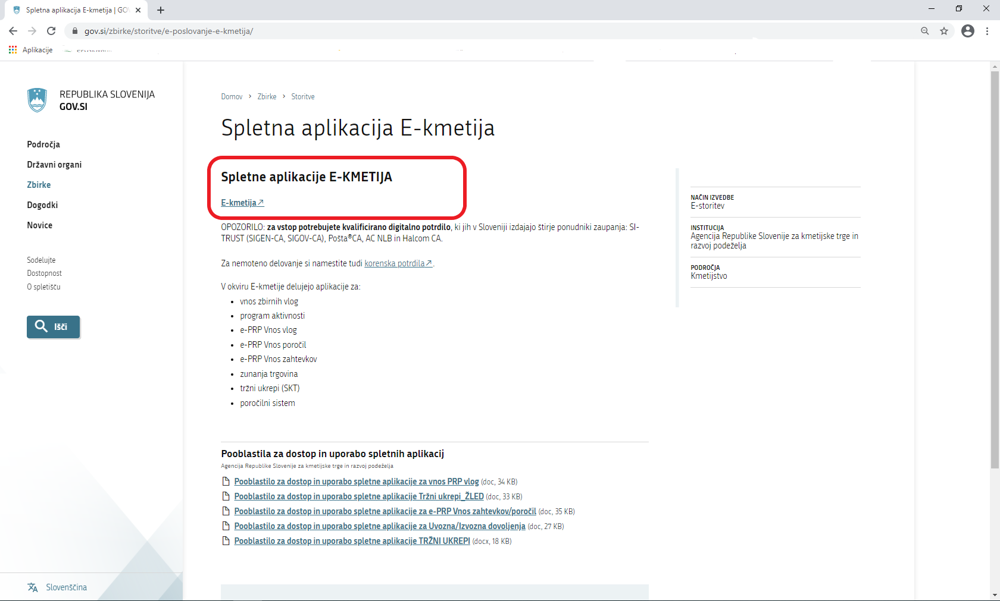 Spletna aplikacija E-kmetija | GO
gov.si/zbirke/storitve/e-poslovanje-e-kmetija/
Aplikacije
REPUBLIKA SLOVENIJA
GOV.SI
Področja
Državni organi
Zbirke
Dogodki
Novice
Sodelujte
Dostopnost
O spletišču
Išči
Slovenščina
Domov › Zbirke › Storitve
Spletna aplikacija E-kmetija
Spletne aplikacije E-KMETIJA
E-kmetija↗
OPOZORILO: za vstop potrebujete kvalificirano digitalno potrdilo, ki jih v Sloveniji izdajajo štirje ponudniki zaupanja: SI-
TRUST (SIGEN-CA, SIGOV-CA), Pošta®CA, AC NLB in Halcom CA.
Za nemoteno delovanje si namestite tudi korenska potrdila↗.
V okviru E-kmetije delujejo aplikacije za:
• vnos zbirnih vlog
• program aktivnosti
• e-PRP Vnos vlog
• e-PRP Vnos poročil
• e-PRP Vnos zahtevkov
• zunanja trgovina
• tržni ukrepi (SKT)
• poročilni sistem
Pooblastila za dostop in uporabo spletnih aplikacij
Agencija Republike Slovenije za kmetijske trge in razvoj podeželja
Pooblastilo za dostop in uporabo spletne aplikacije za vnos PRP vlog (doc, 34 KB)
Pooblastilo za dostop in uporabo spletne aplikacije Tržni ukrepi_ŽLED (doc, 33 KB)
Pooblastilo za dostop in uporabo spletne aplikacije za e-PRP Vnos zahtevkov/poročil (doc, 35 KB)
Pooblastilo za dostop in uporabo spletne aplikacije za Uvozna/Izvozna dovoljenja (doc, 27 KB)
Pooblastilo za dostop in uporabo spletne aplikacije TRŽNI UKREPI (docx, 18 KB)
NAČIN IZVEDBE
E-storitev
INSTITUCIJA
Agencija Republike Slovenije za kmetijske trge in
razvoj podeželja
PODROČJA
Kmetijstvo